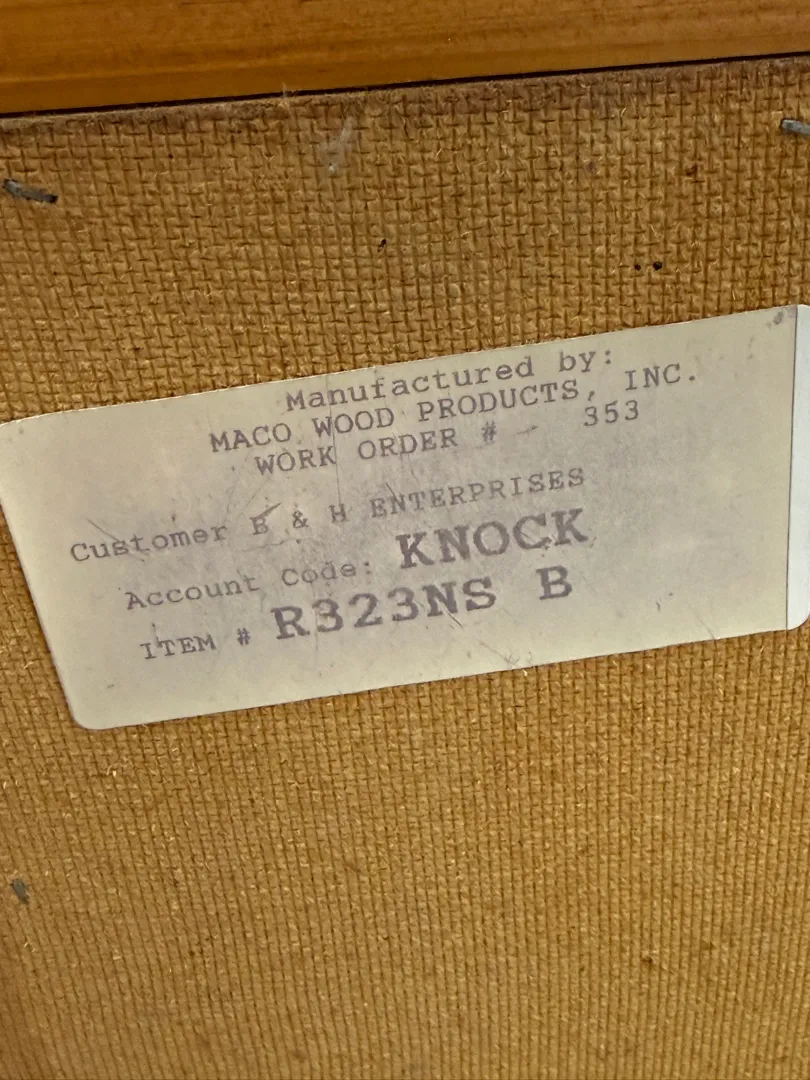 Manufactured by:
MACO WOOD PRODUCTS, INC.
WORK ORDER # 353
Customer B & H ENTERPRISES
Account Code: KNOCK
ITEM # R323NS B